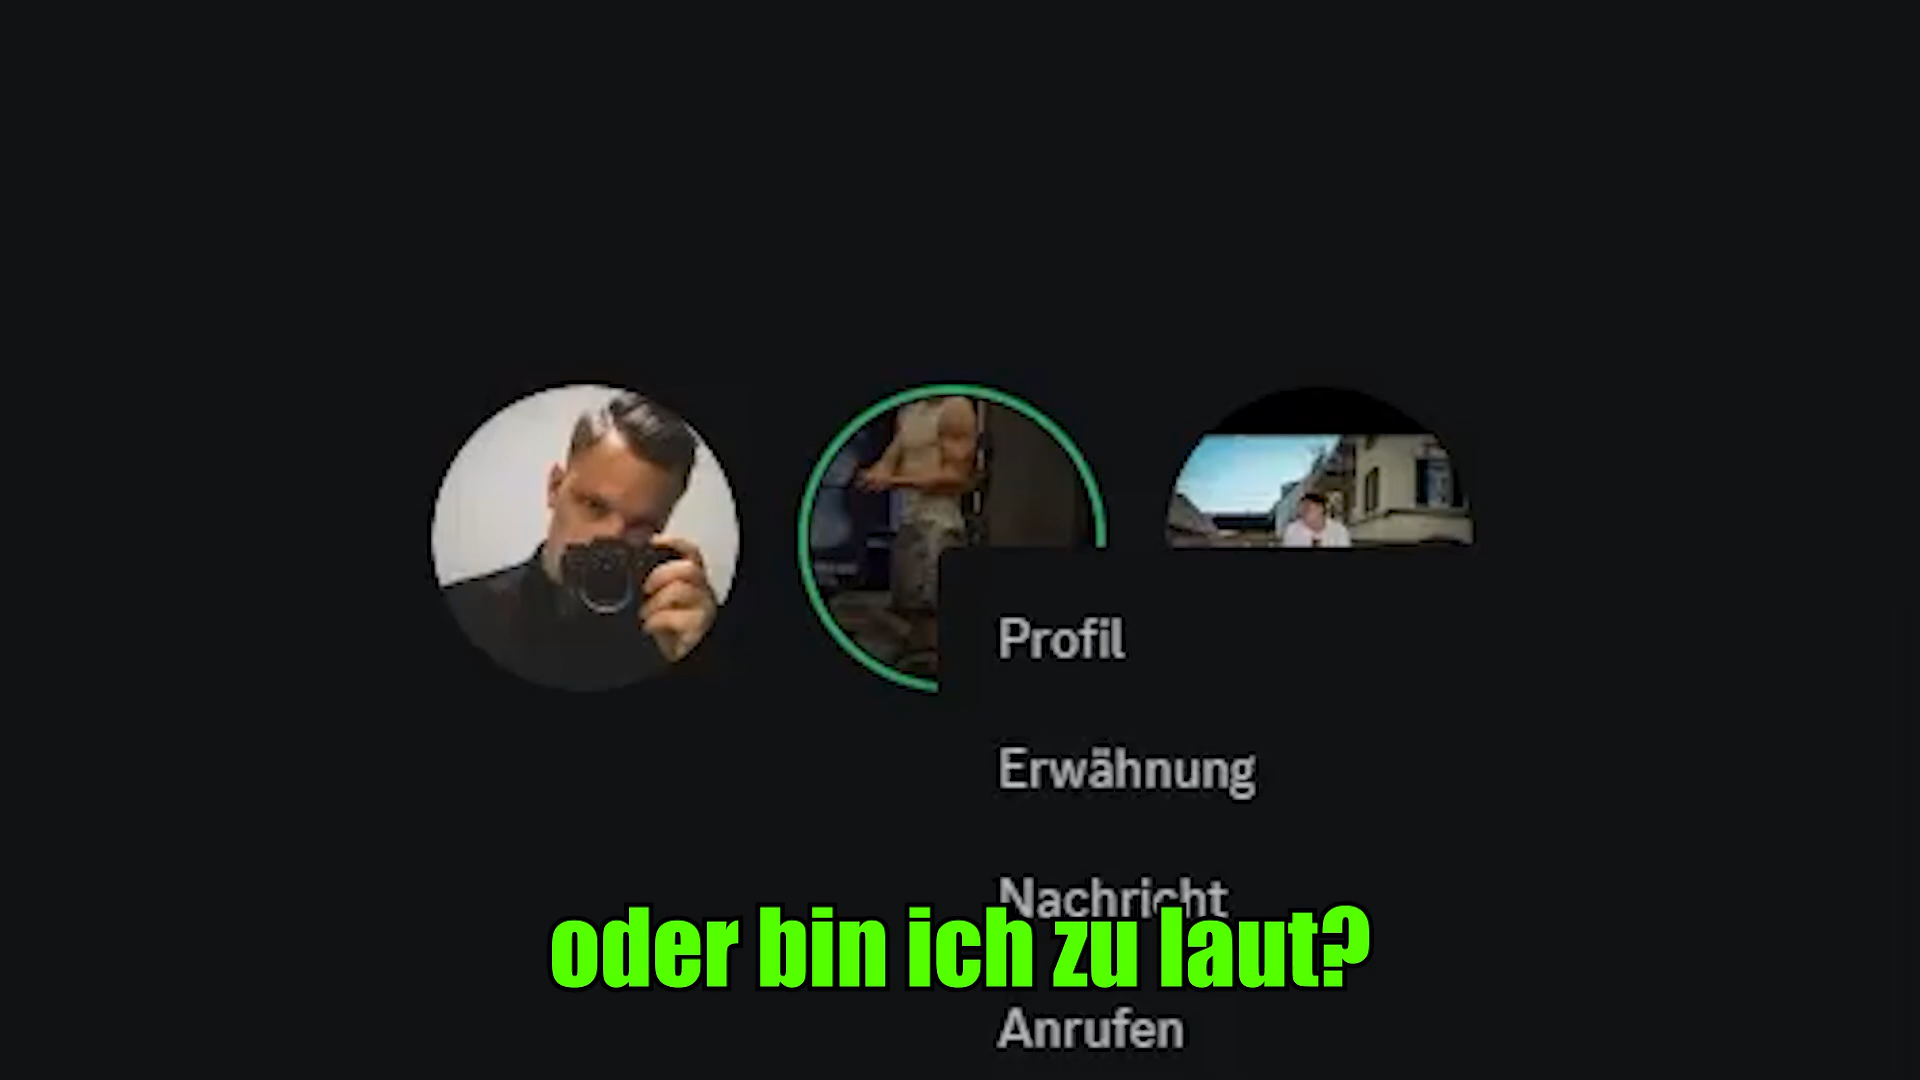 Profil
Erwähnung
Nachricht
oder bin ich zu laut?
Anrufen